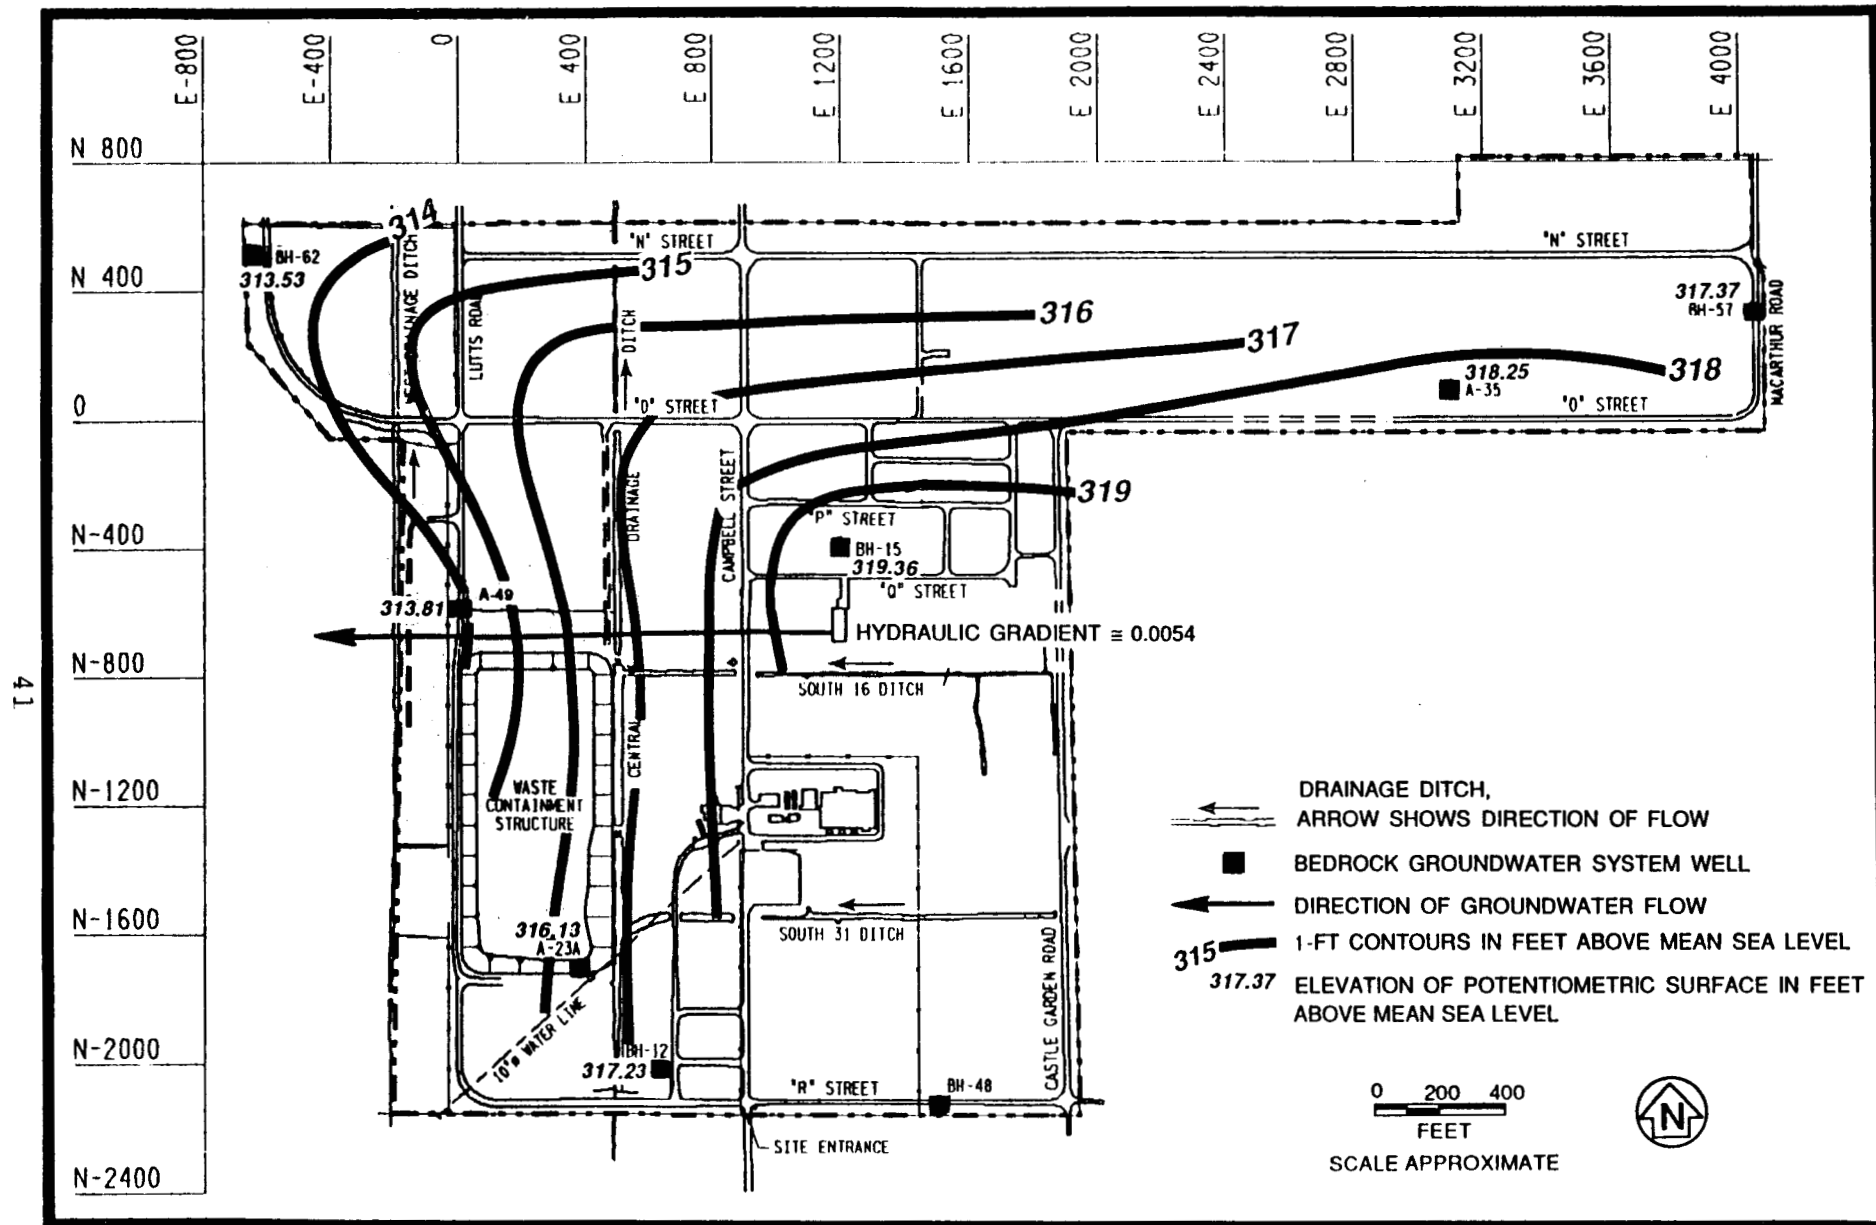 E-800
E-400
0
E 400
E 800
E 1200
E 1600
E 2000
E 2400
E 2800
E 3200
E 3600
E 4000
N 800
N 400
0
N-400
N-800
N-1200
N-1600
N-2000
N-2400
314
315
316
317
318
319
"N" STREET
"N" STREET
BH-62
313.53
WEST DRAINAGE DITCH
LUTTS ROAD
DITCH
DRAINAGE
CENTRAL
317.37
BH-57
MACARTHUR ROAD
318.25
A-35
"O" STREET
"O" STREET
CAMPBELL STREET
"P" STREET
BH-15
319.36
"Q" STREET
A-49
313.81
HYDRAULIC GRADIENT ≅ 0.0054
SOUTH 16 DITCH
WASTE
CONTAINMENT
STRUCTURE
316.13
A-23A
SOUTH 31 DITCH
CASTLE GARDEN ROAD
10"ø WATER LINE
BH-12
317.23
"R" STREET
BH-48
SITE ENTRANCE
DRAINAGE DITCH,
ARROW SHOWS DIRECTION OF FLOW
BEDROCK GROUNDWATER SYSTEM WELL
DIRECTION OF GROUNDWATER FLOW
315 1-FT CONTOURS IN FEET ABOVE MEAN SEA LEVEL
317.37 ELEVATION OF POTENTIOMETRIC SURFACE IN FEET
ABOVE MEAN SEA LEVEL
0 200 400
FEET
SCALE APPROXIMATE
N
41